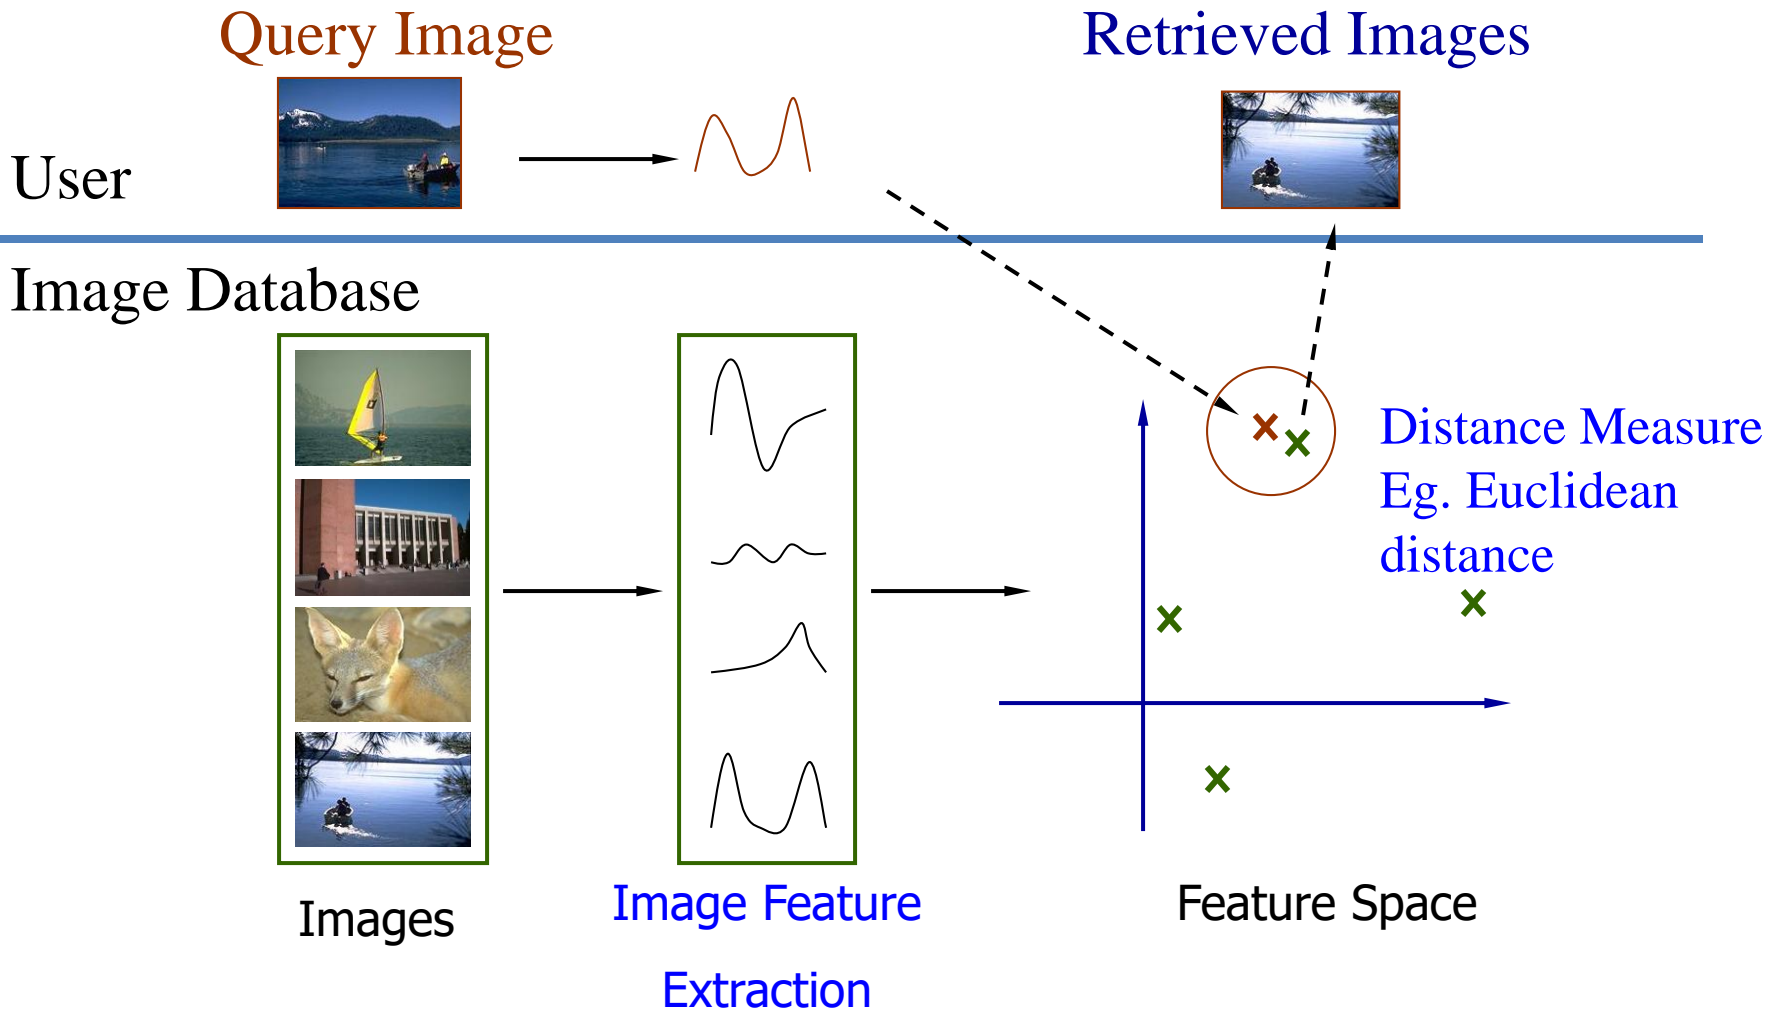 Query Image
Retrieved Images
User
Image Database
Distance Measure
Eg. Euclidean
distance
Images
Image Feature
Extraction
Feature Space